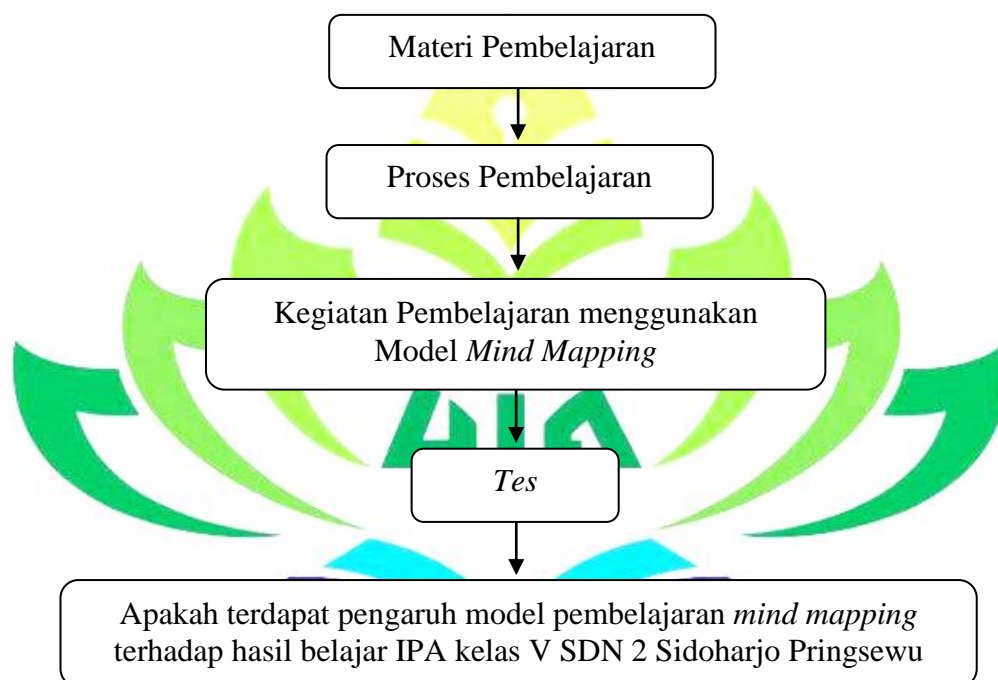 Materi Pembelajaran
Proses Pembelajaran
Kegiatan Pembelajaran menggunakan
Model Mind Mapping
Tes
Apakah terdapat pengaruh model pembelajaran mind mapping
terhadap hasil belajar IPA kelas V SDN 2 Sidoharjo Pringsewu